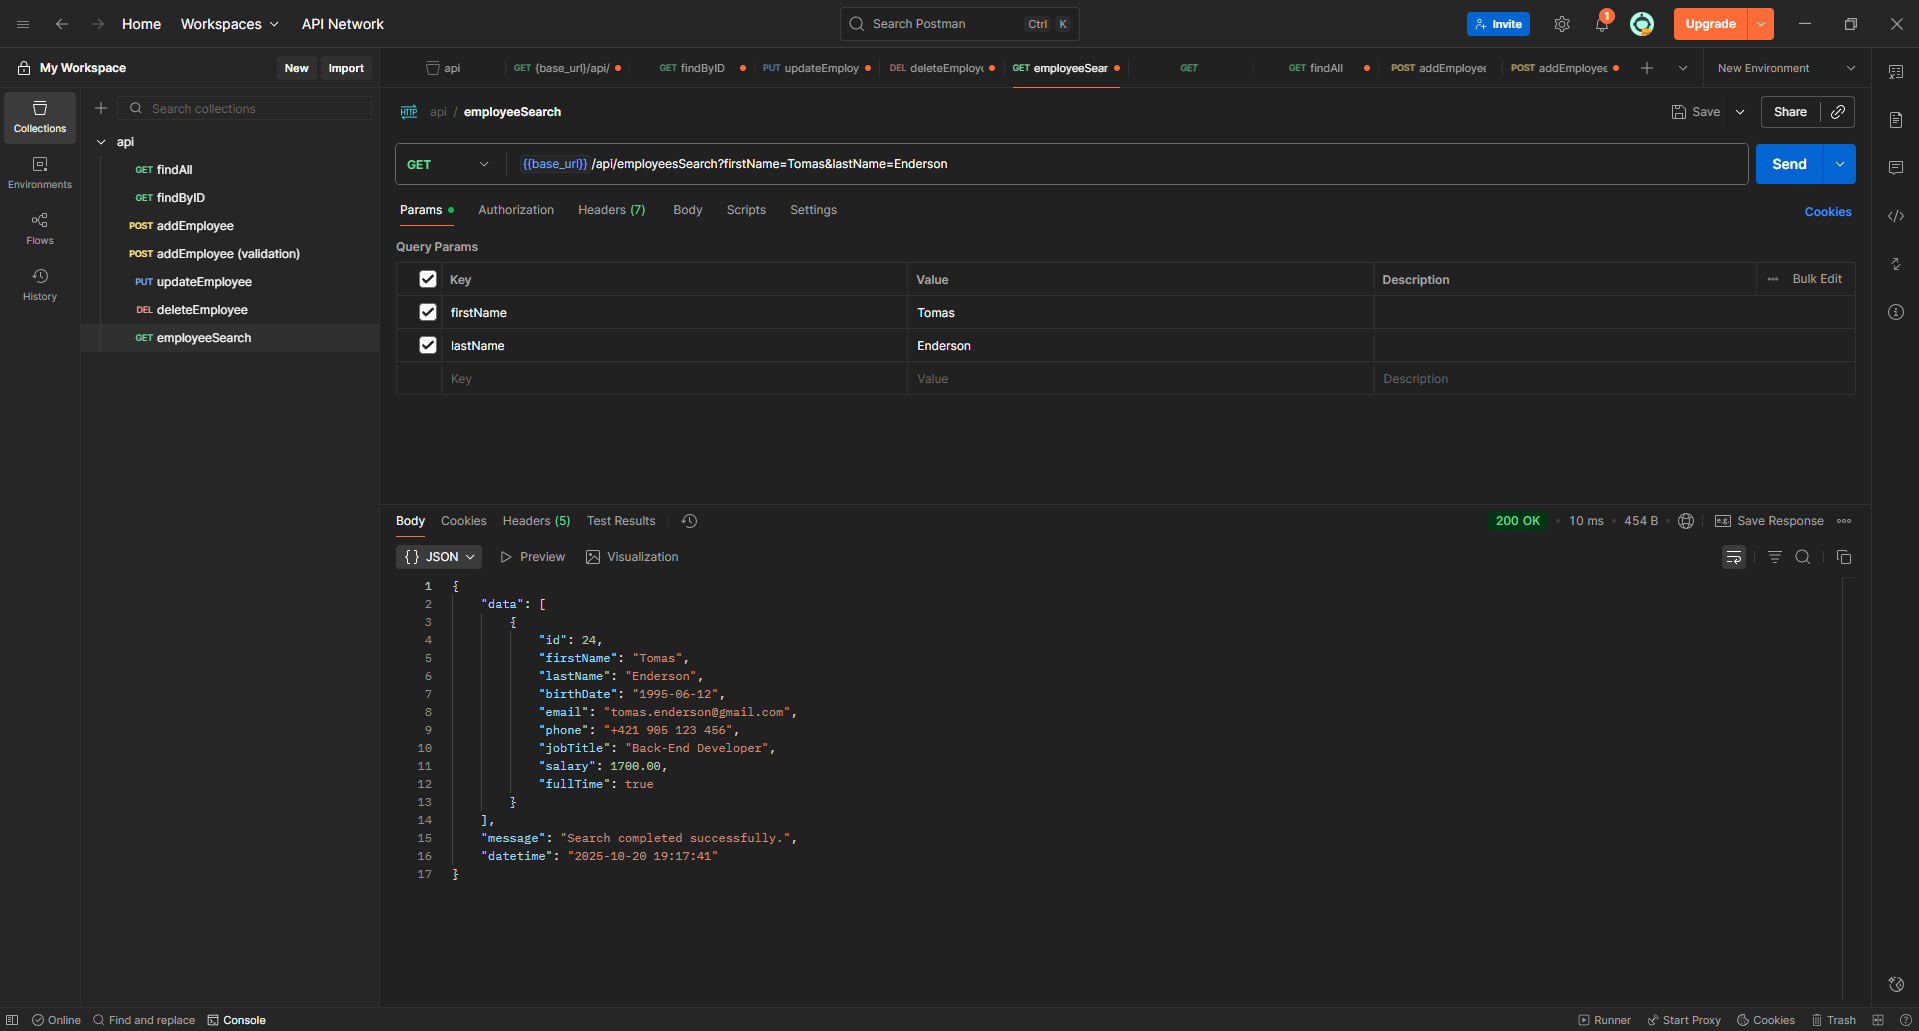 Home Workspaces API Network
Search Postman Ctrl K
Invite 1 Upgrade
My Workspace New Import
api
GET {base_url}/api/
GET findByID
PUT updateEmploy
DEL deleteEmploye
GET employeeSear
GET
GET findAll
POST addEmployee
POST addEmployee
New Environment
Collections
Environments
Flows
History
Search collections
api
GET findAll
GET findByID
POST addEmployee
POST addEmployee (validation)
PUT updateEmployee
DEL deleteEmployee
GET employeeSearch
HTTP api / employeeSearch
Save Share
GET {{base_url}} /api/employeesSearch?firstName=Tomas&lastName=Enderson Send
Params Authorization Headers (7) Body Scripts Settings Cookies
Query Params
Key Value Description Bulk Edit
firstName Tomas
lastName Enderson
Key Value Description
Body Cookies Headers (5) Test Results 200 OK 10 ms 454 B e.g. Save Response
{} JSON Preview Visualization
1 {
2 "data": [
3 {
4 "id": 24,
5 "firstName": "Tomas",
6 "lastName": "Enderson",
7 "birthDate": "1995-06-12",
8 "email": "tomas.enderson@gmail.com",
9 "phone": "+421 905 123 456",
10 "jobTitle": "Back-End Developer",
11 "salary": 1700.00,
12 "fullTime": true
13 }
14 ],
15 "message": "Search completed successfully.",
16 "datetime": "2025-10-20 19:17:41"
17 }
Online Find and replace Console Runner Start Proxy Cookies Trash